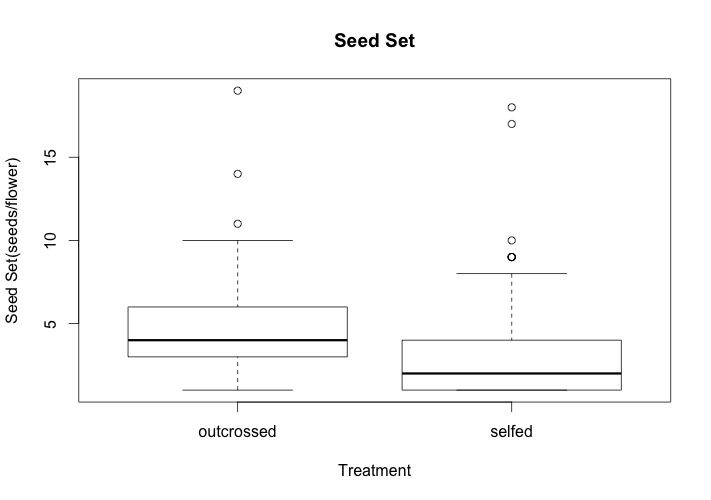 Seed Set
Seed Set(seeds/flower)
15
10
5
outcrossed
selfed
Treatment